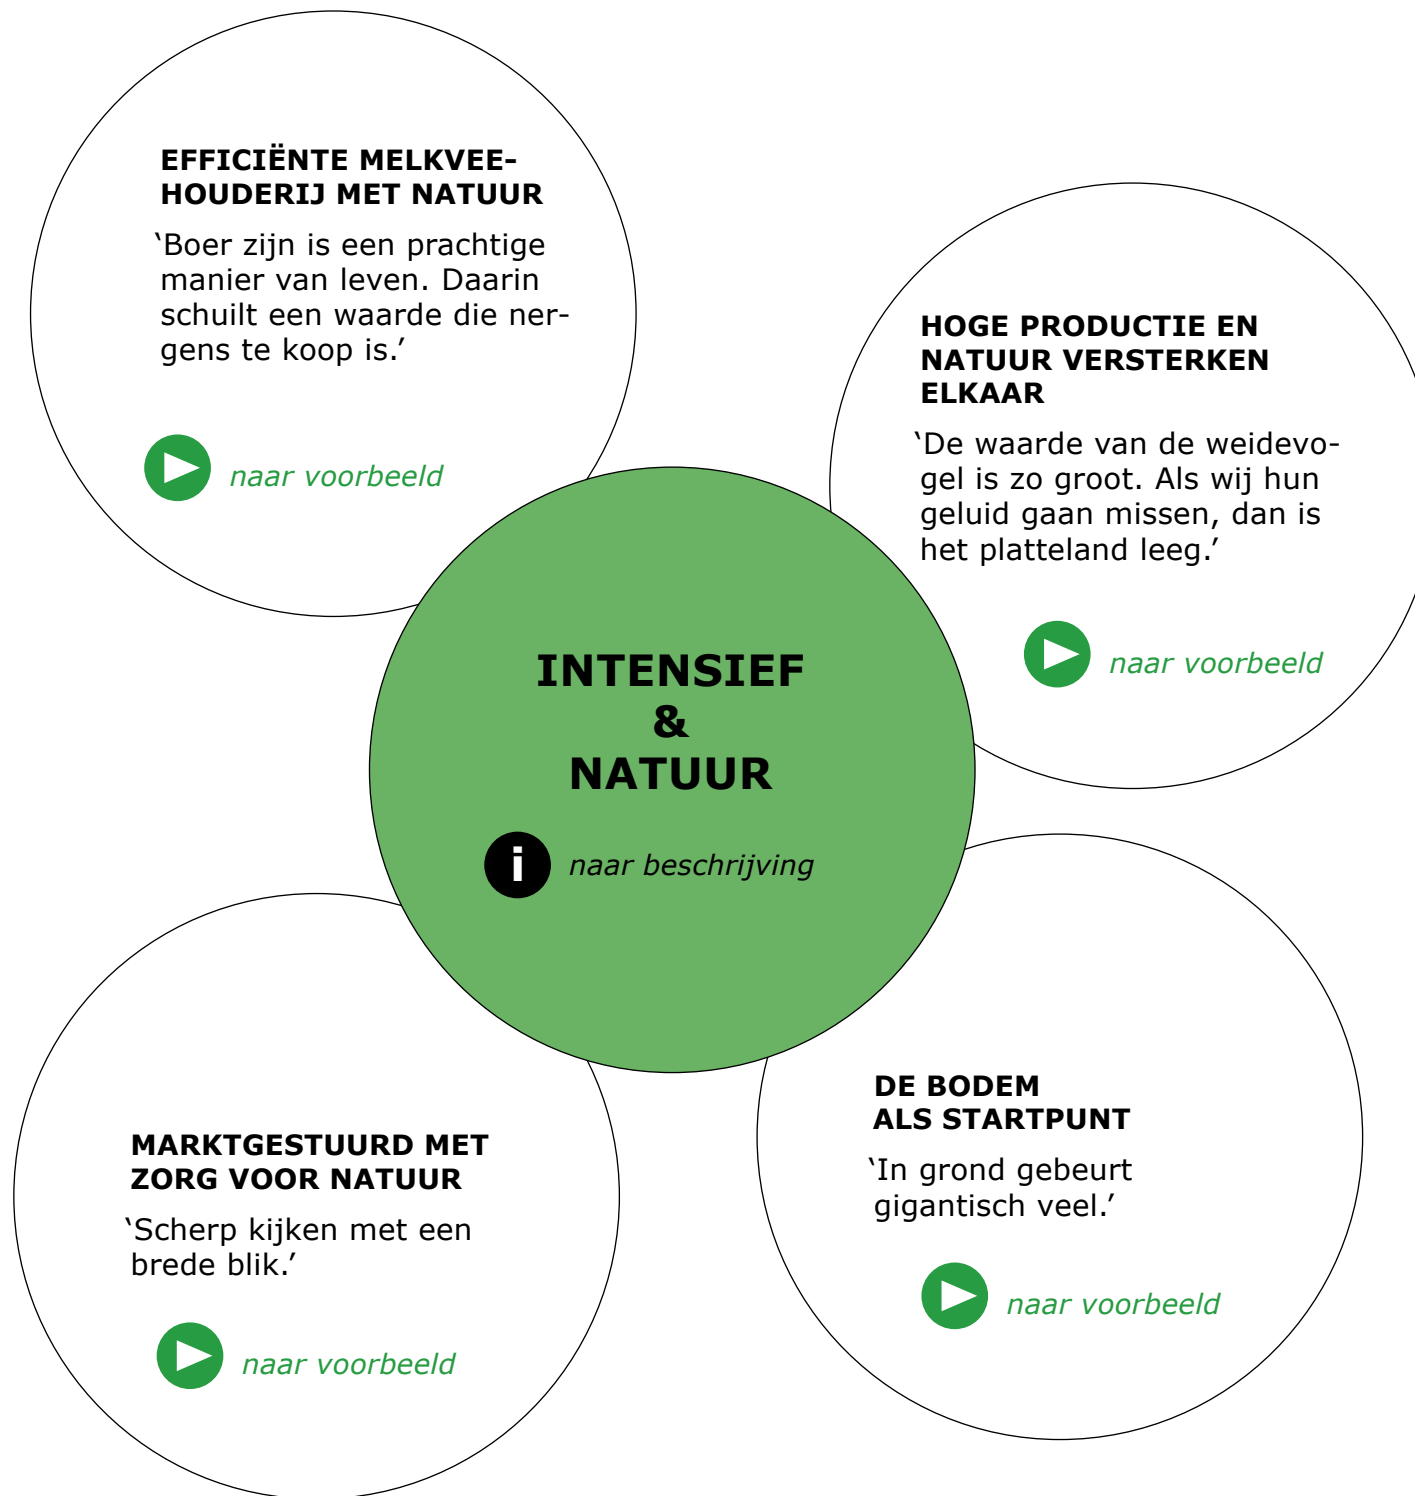 EFFICIËNTE MELKVEE-
HOUDERIJ MET NATUUR
‘Boer zijn is een prachtige
manier van leven. Daarin
schuilt een waarde die ner-
gens te koop is.’
naar voorbeeld
HOGE PRODUCTIE EN
NATUUR VERSTERKEN
ELKAAR
‘De waarde van de weidevo-
gel is zo groot. Als wij hun
geluid gaan missen, dan is
het platteland leeg.’
naar voorbeeld
INTENSIEF
&
NATUUR
i naar beschrijving
MARKTGESTUURD MET
ZORG VOOR NATUUR
‘Scherp kijken met een
brede blik.’
naar voorbeeld
DE BODEM
ALS STARTPUNT
‘In grond gebeurt
gigantisch veel.’
naar voorbeeld